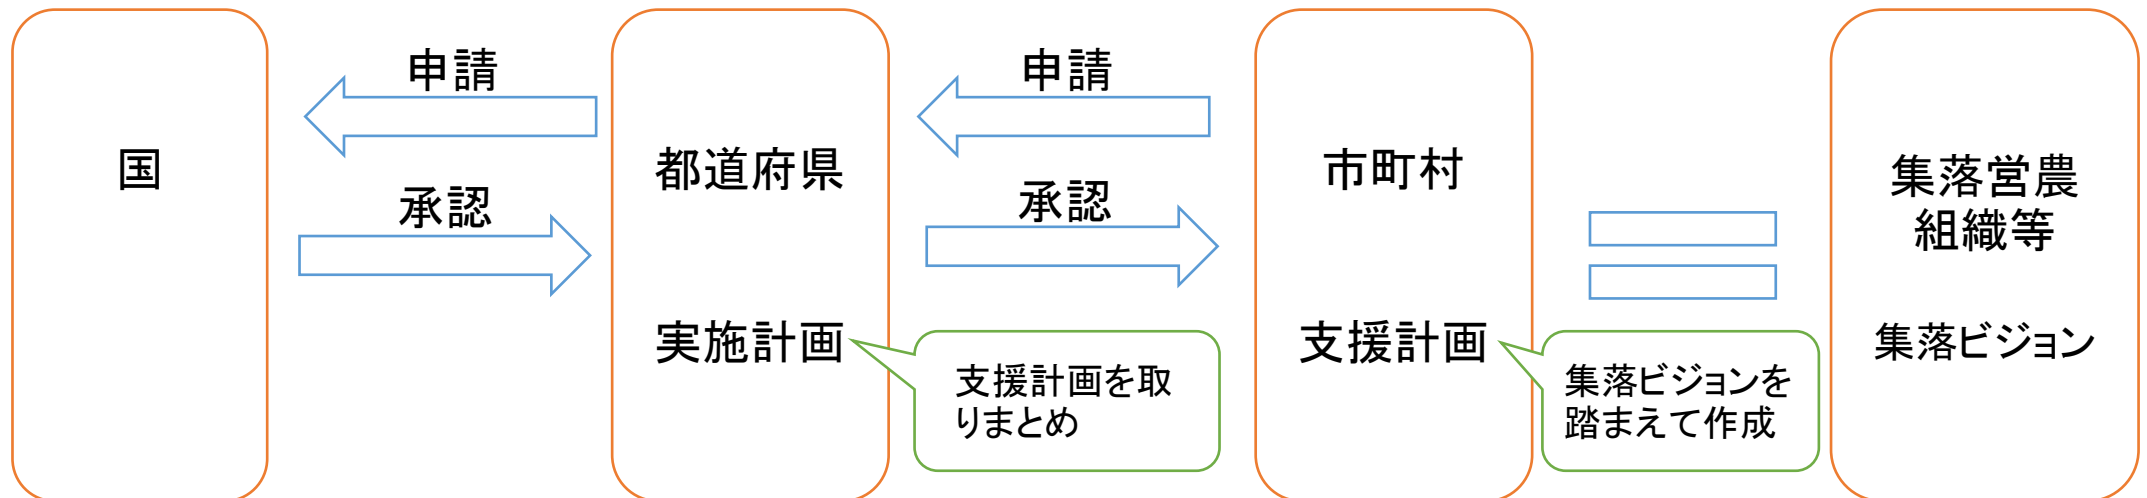 国
申請
承認
都道府県
実施計画
支援計画を取
りまとめ
申請
承認
市町村
支援計画
集落ビジョンを
踏まえて作成
集落営農
組織等
集落ビジョン